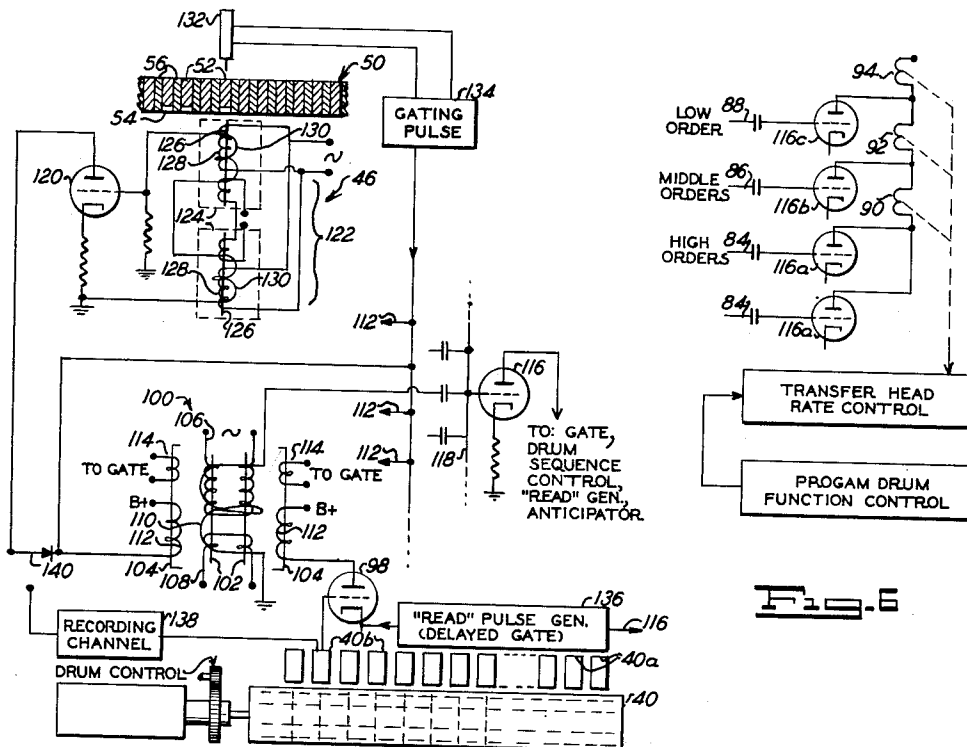 132
56
52
50
134
GATING
PULSE
54
126
130
128
120
46
124
122
128
130
126
94
LOW
ORDER
88
116c
92
MIDDLE
ORDERS
86
116b
90
HIGH
ORDERS
84
116a
84
116a
112
116
100
106
112
114
TO GATE
114
TO GATE
118
112
TO: GATE,
DRUM
SEQUENCE
CONTROL,
"READ" GEN.,
ANTICIPATOR.
B+
110
112
B+
112
140
104
108
102
104
98
TRANSFER HEAD
RATE CONTROL
PROGAM DRUM
FUNCTION CONTROL
136
"READ" PULSE GEN.
(DELAYED GATE)
116
RECORDING
CHANNEL
138
40b
40a
DRUM CONTROL
140
Fig. 6